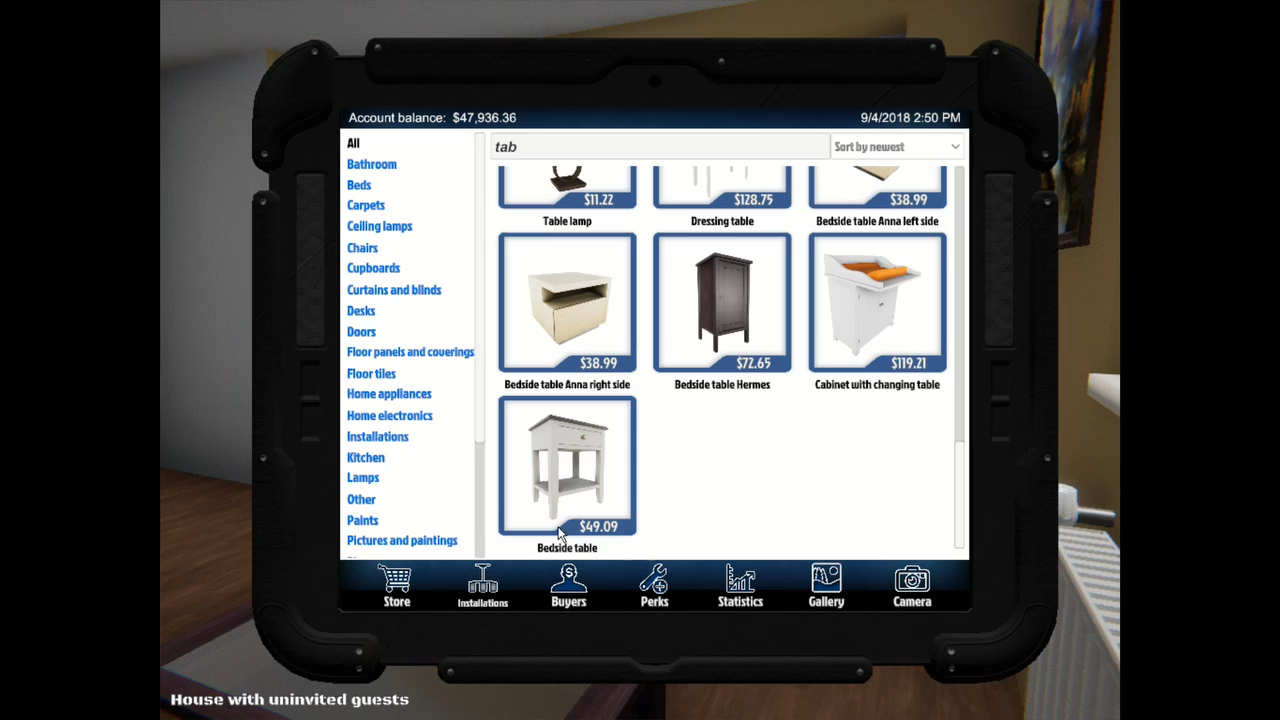 Account balance: $47,936.36
9/4/2018 2:50 PM
All
Bathroom
Beds
Carpets
Ceiling lamps
Chairs
Cupboards
Curtains and blinds
Desks
Doors
Floor panels and coverings
Floor tiles
Home appliances
Home electronics
Installations
Kitchen
Lamps
Other
Paints
Pictures and paintings
tab
Sort by newest
$11.22
$128.75
$38.99
Table lamp
Dressing table
Bedside table Anna left side
$38.99
$72.65
$119.21
Bedside table Anna right side
Bedside table Hermes
Cabinet with changing table
$49.09
Bedside table
Store
Installations
Buyers
Perks
Statistics
Gallery
Camera
House with uninvited guests